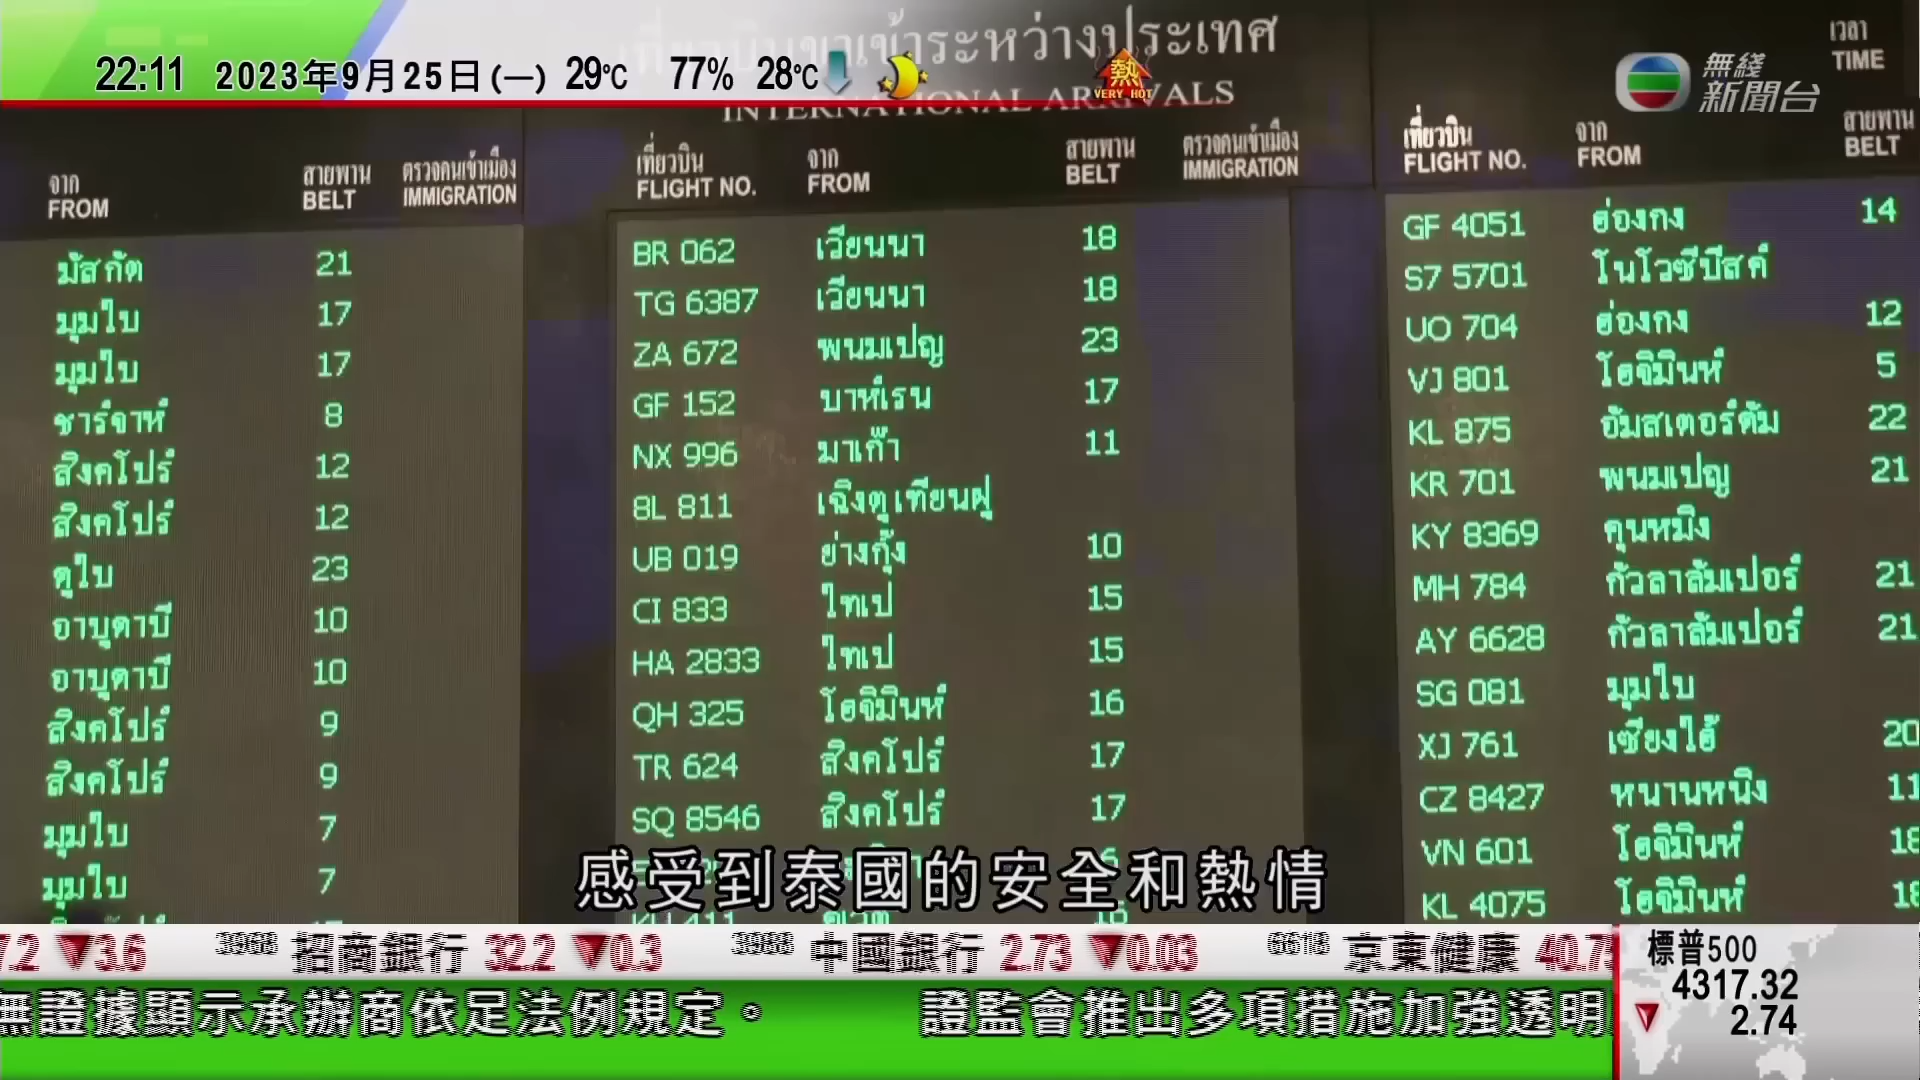 22:11 2023年9月25日(一) 29°C 77% 28°C
熱
VERY HOT
無綫
新聞台
เที่ยวบินขาเข้าระหว่างประเทศ
INTERNATIONAL ARRIVALS
เวลา
TIME
จาก สายพาน ตรวจคนเข้าเมือง
FROM BELT IMMIGRATION
มัสกัต 21
มุมไบ 17
มุมไบ 17
ชาร์จาห์ 8
สิงคโปร์ 12
สิงคโปร์ 12
ดูไบ 23
อาบูดาบี 10
อาบูดาบี 10
สิงคโปร์ 9
สิงคโปร์ 9
มุมไบ 7
มุมไบ 7
เที่ยวบิน จาก สายพาน ตรวจคนเข้าเมือง
FLIGHT NO. FROM BELT IMMIGRATION
BR 062 เวียนนา 18
TG 6387 เวียนนา 18
ZA 672 พนมเปญ 23
GF 152 บาห์เรน 17
NX 996 มาเก๊า 11
8L 811 เฉิงตูเทียนฝู
UB 019 ย่างกุ้ง 10
CI 833 ไทเป 15
HA 2833 ไทเป 15
QH 325 โฮจิมินห์ 16
TR 624 สิงคโปร์ 17
SQ 8546 สิงคโปร์ 17
เที่ยวบิน จาก สายพาน
FLIGHT NO. FROM BELT
GF 4051 ฮ่องกง 14
S7 5701 โนโวซีบีสค์
UO 704 ฮ่องกง 12
VJ 801 โฮจิมินห์ 5
KL 875 อัมสเตอร์ดัม 22
KR 701 พนมเปญ 21
KY 8369 คุนหมิง
MH 784 กัวลาลัมเปอร์ 21
AY 6628 กัวลาลัมเปอร์ 21
SG 081 มุมไบ
XJ 761 เซี่ยงไฮ้ 20
CZ 8427 หนานหนิง 11
VN 601 โฮจิมินห์ 18
KL 4075 โฮจิมินห์ 18
感受到泰國的安全和熱情
7.2 ▼3.6 3968 招商銀行 32.2 ▼0.3 3988 中國銀行 2.73 ▼0.03 6618 京東健康 40.75
無證據顯示承辦商依足法例規定。 證監會推出多項措施加強透明
標普500
4317.32
▼ 2.74